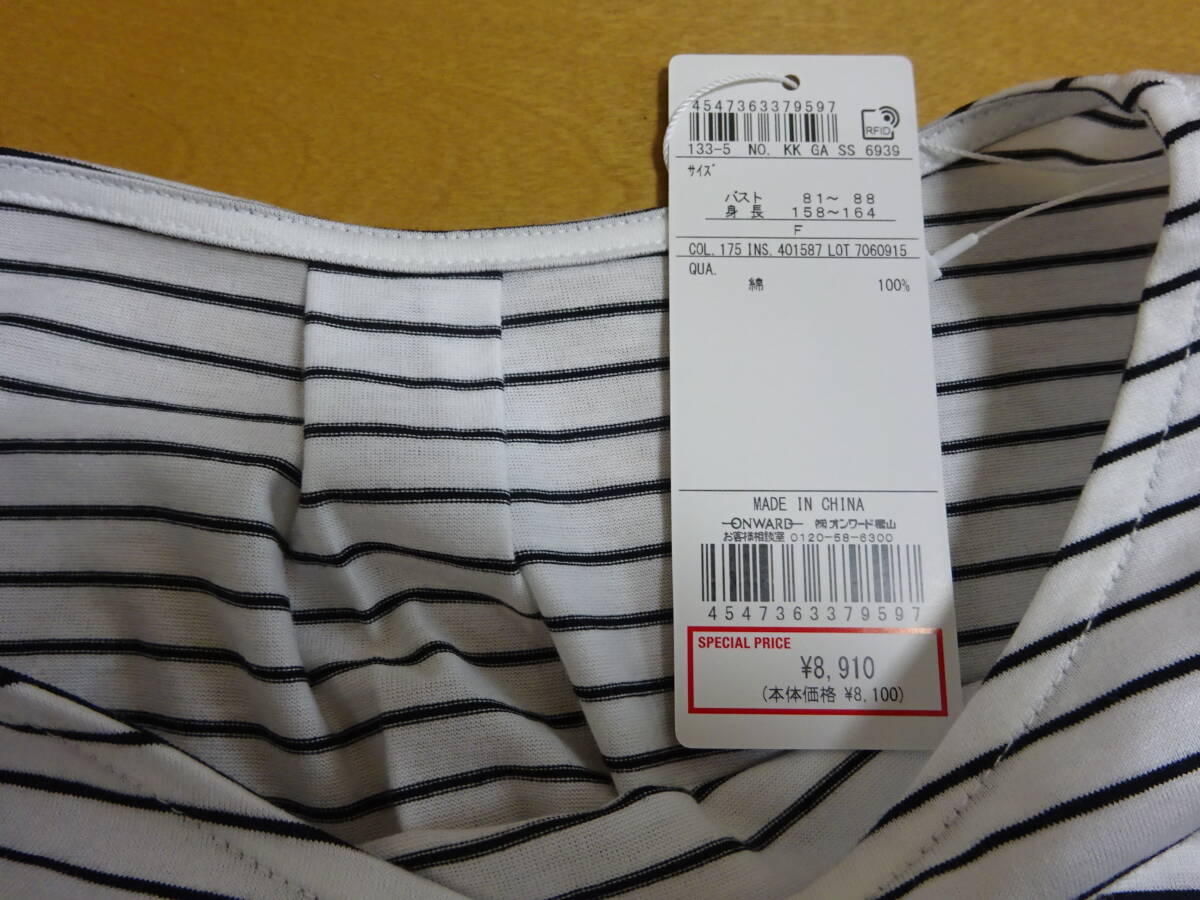 4547363379597
RFID
133-5 NO. KK GA SS 6939
サイズ
バスト 81～ 88
身長 158～164
F
COL. 175 INS. 401587 LOT 7060915
QUA.
綿 100%
MADE IN CHINA
ONWARD ㈱オンワード樫山
お客様相談室 0120-58-6300
4547363379597
SPECIAL PRICE
¥8,910
(本体価格 ¥8,100)